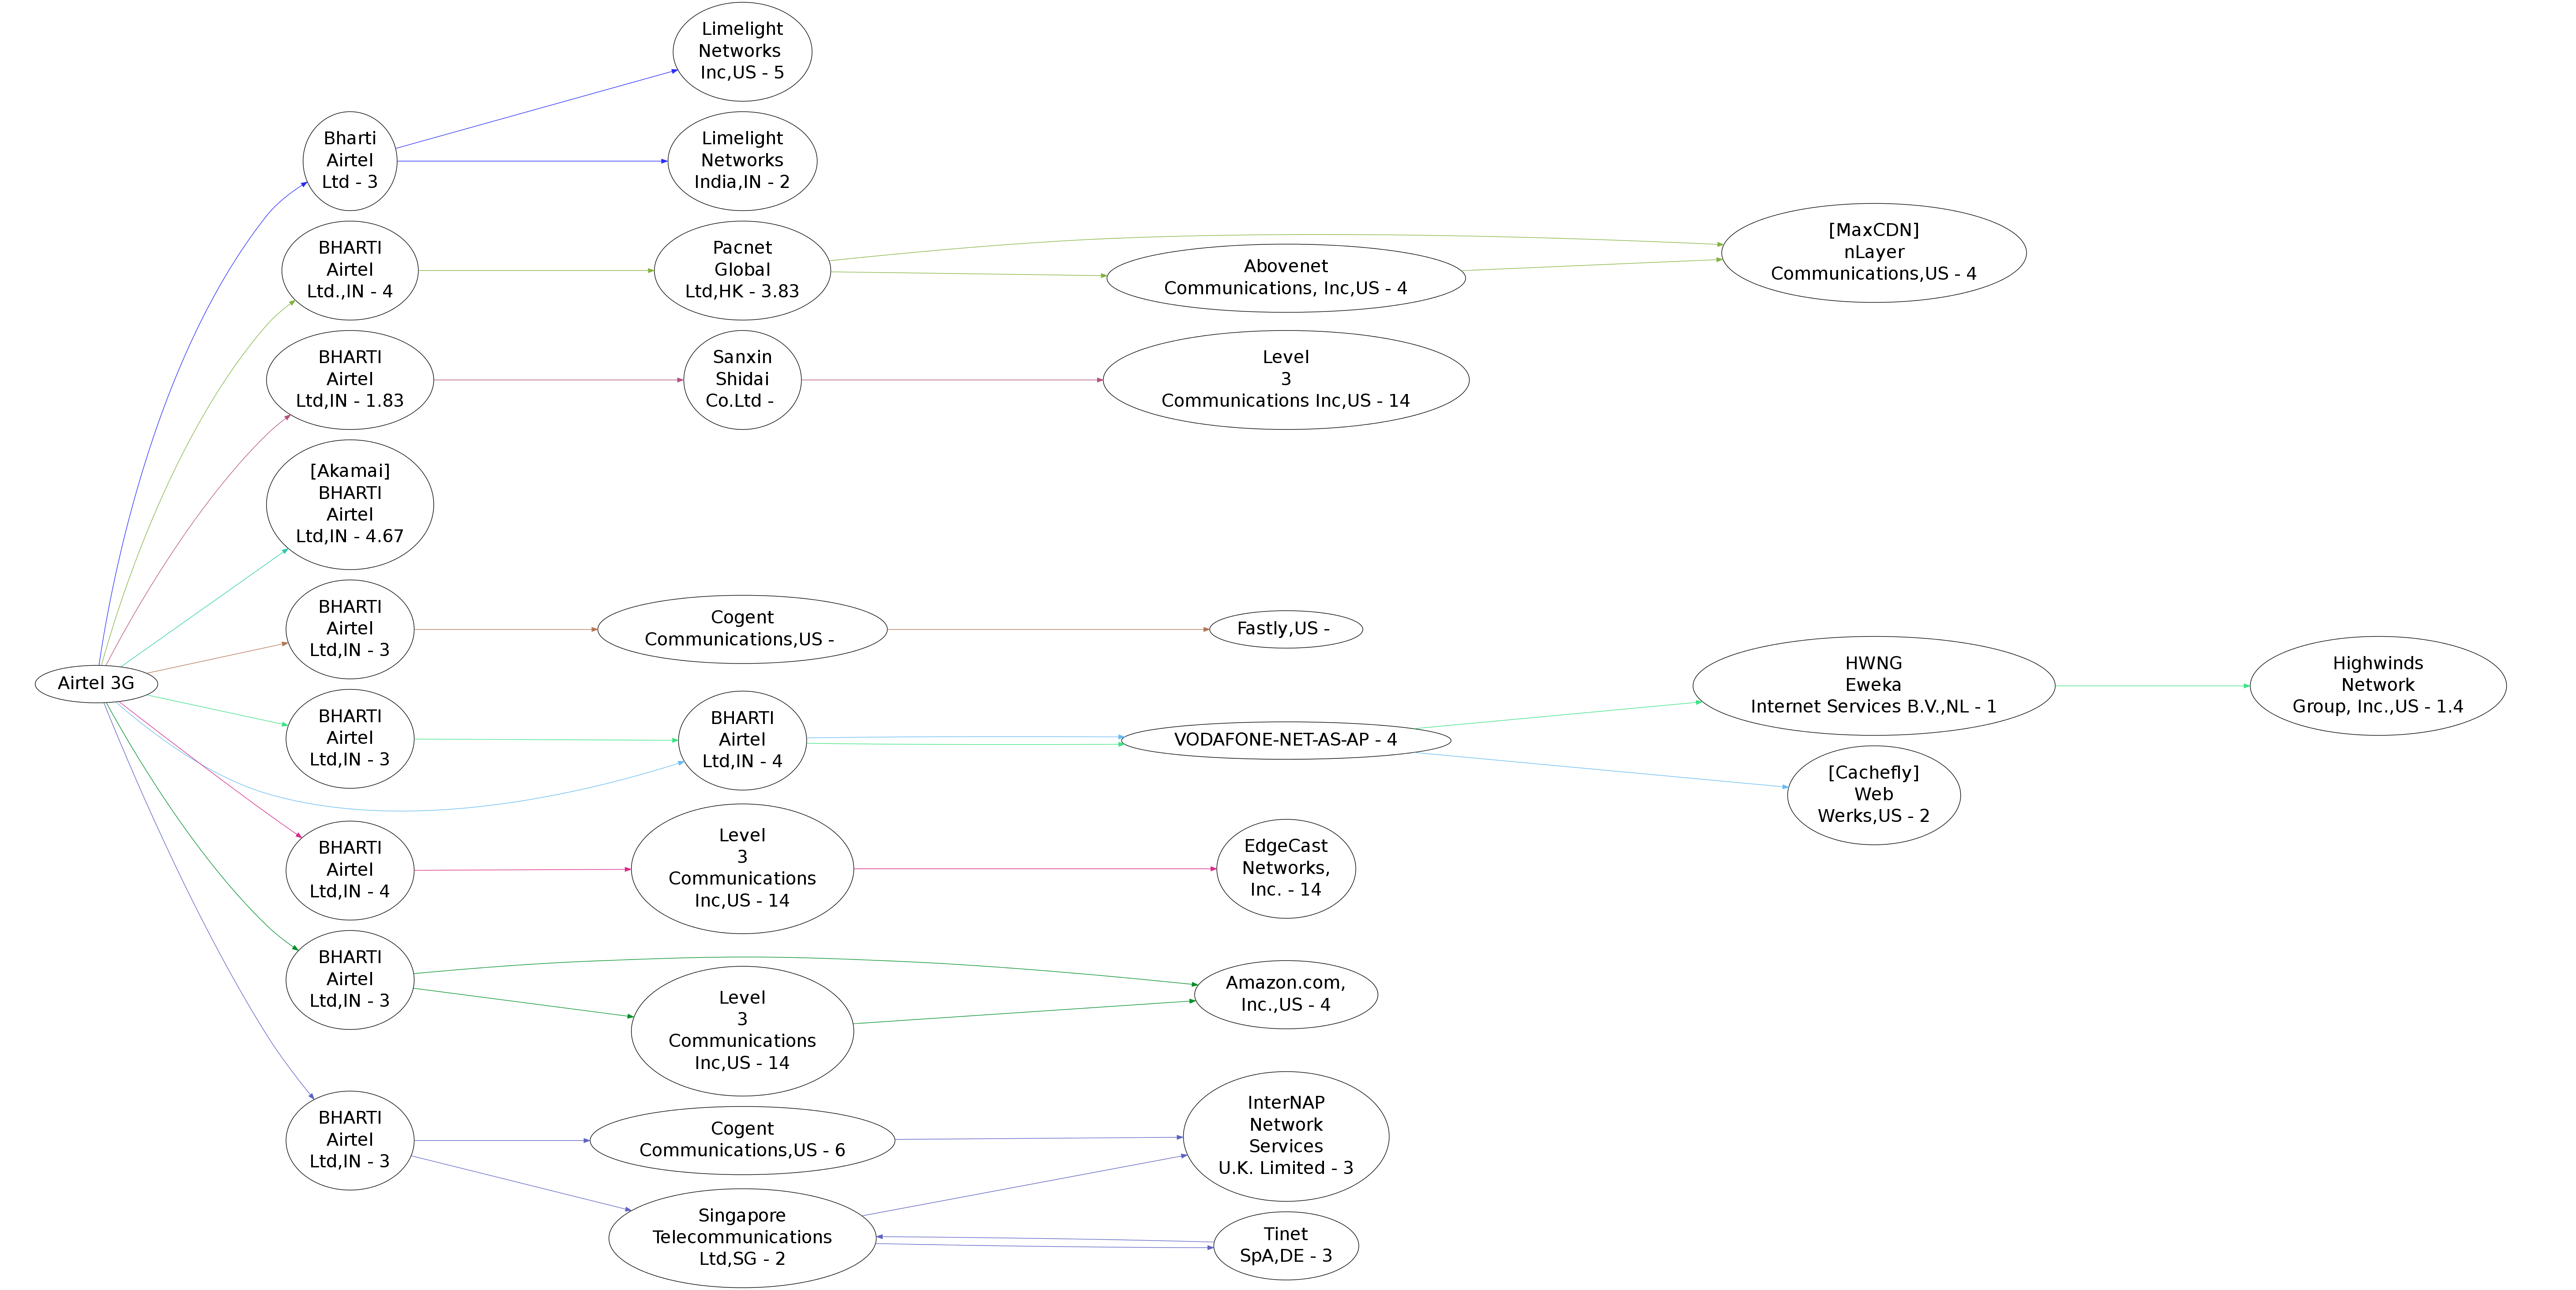 Limelight
Networks
Inc,US - 5
Bharti
Airtel
Ltd - 3
Limelight
Networks
India,IN - 2
BHARTI
Airtel
Ltd.,IN - 4
Pacnet
Global
Ltd,HK - 3.83
Abovenet
Communications, Inc,US - 4
[MaxCDN]
nLayer
Communications,US - 4
BHARTI
Airtel
Ltd,IN - 1.83
Sanxin
Shidai
Co.Ltd -
Level
3
Communications Inc,US - 14
[Akamai]
BHARTI
Airtel
Ltd,IN - 4.67
BHARTI
Airtel
Ltd,IN - 3
Cogent
Communications,US -
Fastly,US -
Airtel 3G
BHARTI
Airtel
Ltd,IN - 3
BHARTI
Airtel
Ltd,IN - 4
VODAFONE-NET-AS-AP - 4
HWNG
Eweka
Internet Services B.V.,NL - 1
Highwinds
Network
Group, Inc.,US - 1.4
[Cachefly]
Web
Werks,US - 2
BHARTI
Airtel
Ltd,IN - 4
Level
3
Communications
Inc,US - 14
EdgeCast
Networks,
Inc. - 14
BHARTI
Airtel
Ltd,IN - 3
Level
3
Communications
Inc,US - 14
Amazon.com,
Inc.,US - 4
BHARTI
Airtel
Ltd,IN - 3
Cogent
Communications,US - 6
InterNAP
Network
Services
U.K. Limited - 3
Singapore
Telecommunications
Ltd,SG - 2
Tinet
SpA,DE - 3